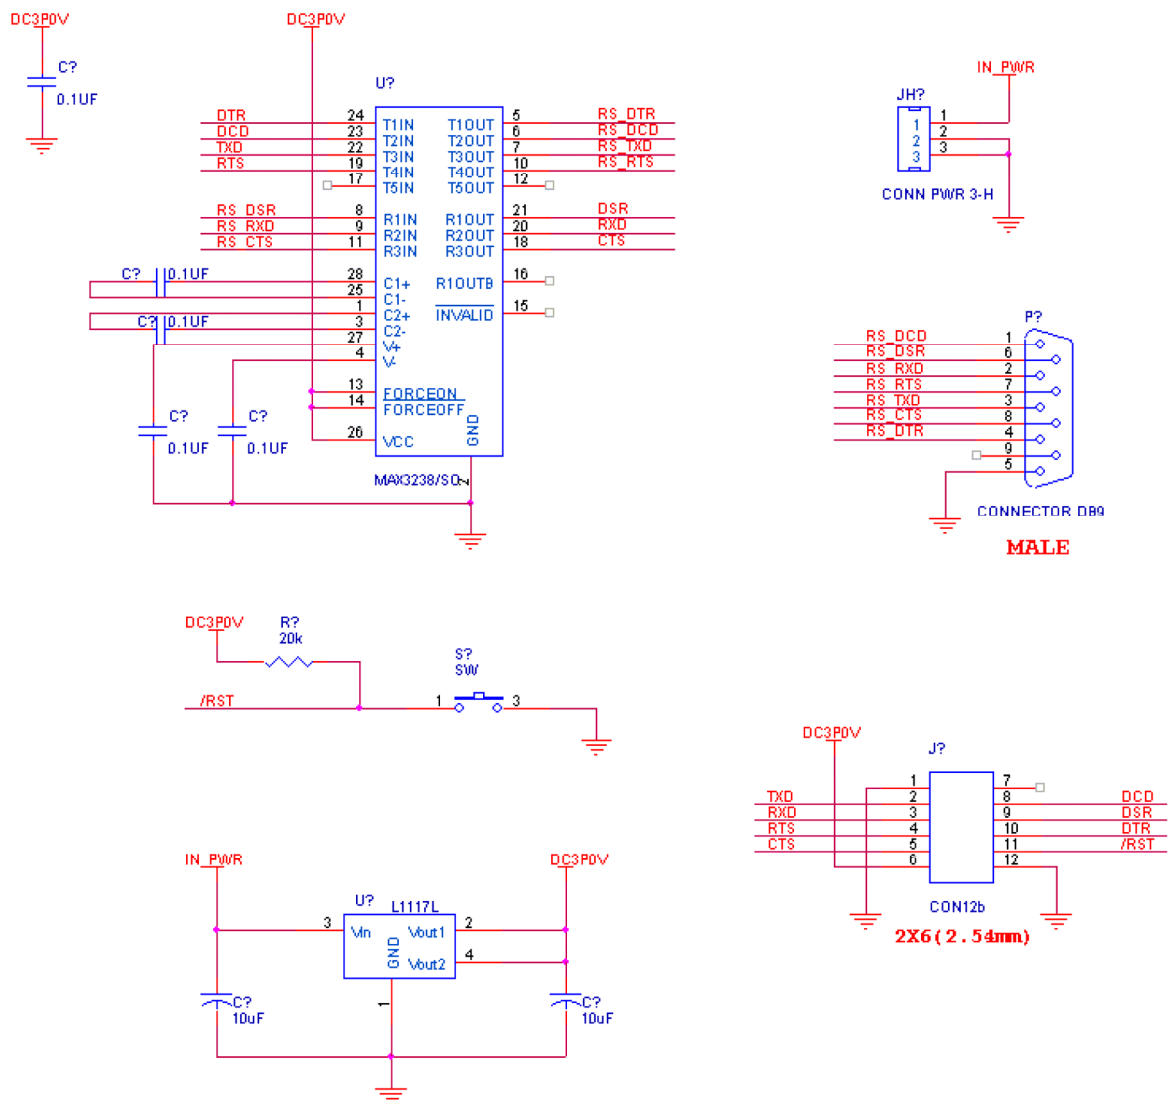 DC3P0V
C?
0.1UF
DC3P0V
U?
DTR 24 T1IN T1OUT 5 RS_DTR
DCD 23 T2IN T2OUT 6 RS_DCD
TXD 22 T3IN T3OUT 7 RS_TXD
RTS 19 T4IN T4OUT 10 RS_RTS
17 T5IN T5OUT 12
RS_DSR 8 R1IN R1OUT 21 DSR
RS_RXD 9 R2IN R2OUT 20 RXD
RS_CTS 11 R3IN R3OUT 18 CTS
C? 0.1UF 28 C1+ R1OUTB 16
25 C1-
1 C2+ INVALID 15
C? 0.1UF 3 C2-
27 V+
4 V-
13 FORCEON
14 FORCEOFF
26 VCC
GND
2
C?
0.1UF
C?
0.1UF
MAX3238/SO
IN_PWR
JH?
1 1
2 2
3 3
CONN PWR 3-H
P?
RS_DCD 1
RS_DSR 6
RS_RXD 2
RS_RTS 7
RS_TXD 3
RS_CTS 8
RS_DTR 4
9
5
CONNECTOR DB9
MALE
DC3P0V
R?
20k
S?
SW
/RST 1 3
DC3P0V
J?
1 7
TXD 2 8 DCD
RXD 3 9 DSR
RTS 4 10 DTR
CTS 5 11 /RST
6 12
CON12b
2X6(2.54mm)
IN_PWR
DC3P0V
U? L1117L
3 Vin Vout1 2
GND Vout2 4
1
C?
10uF
C?
10uF